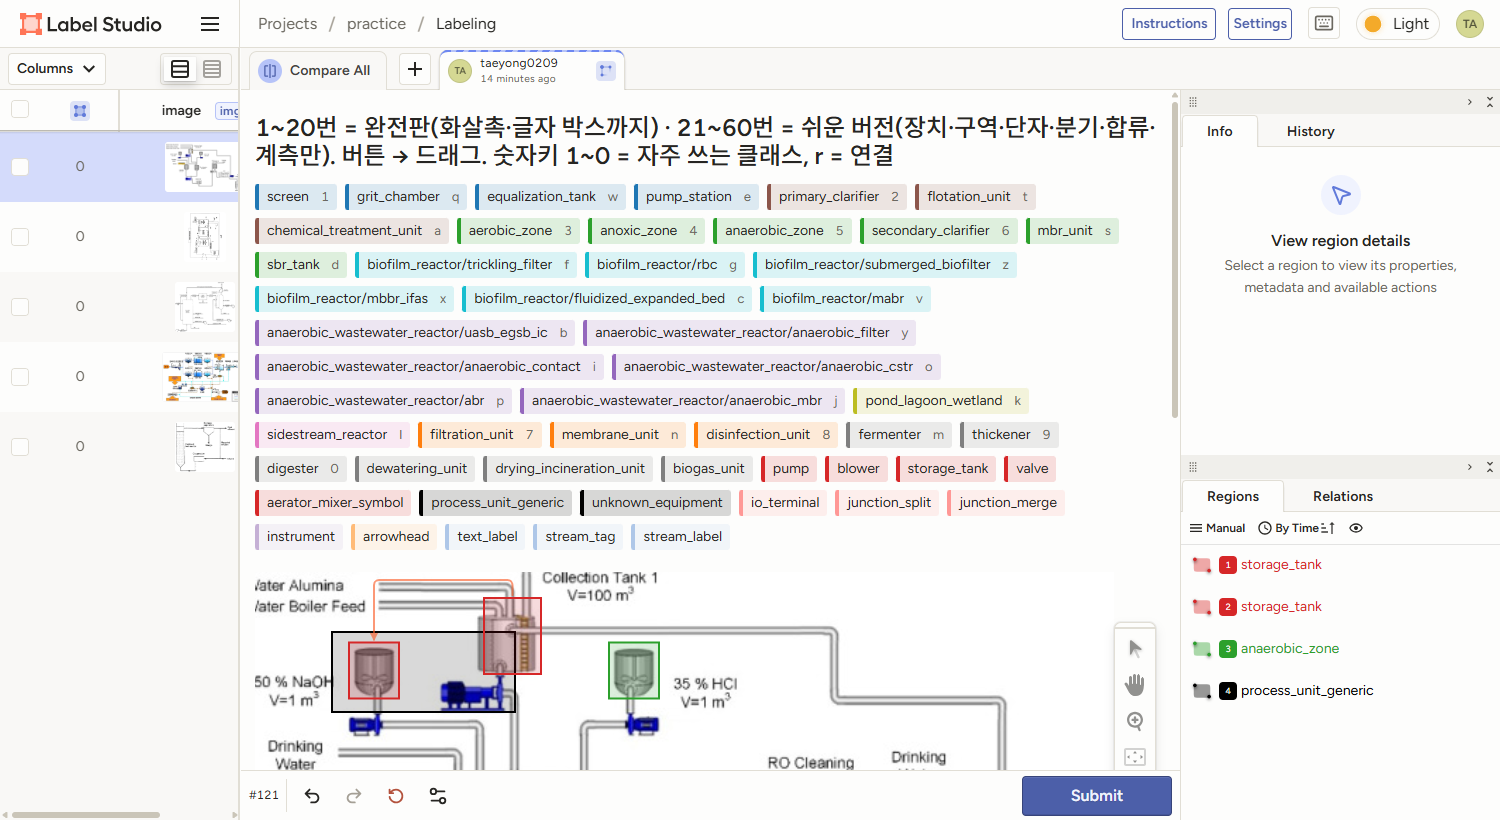 Label Studio
Projects / practice / Labeling
Instructions
Settings
Light
TA
Columns
Compare All
+
TA
taeyong0209
14 minutes ago
image
img
0
0
0
0
0
1~20번 = 완전판(화살촉·글자 박스까지) · 21~60번 = 쉬운 버전(장치·구역·단자·분기·합류·
계측만). 버튼 → 드래그. 숫자키 1~0 = 자주 쓰는 클래스, r = 연결
screen 1 grit_chamber q equalization_tank w pump_station e primary_clarifier 2 flotation_unit t
chemical_treatment_unit a aerobic_zone 3 anoxic_zone 4 anaerobic_zone 5 secondary_clarifier 6 mbr_unit s
sbr_tank d biofilm_reactor/trickling_filter f biofilm_reactor/rbc g biofilm_reactor/submerged_biofilter z
biofilm_reactor/mbbr_ifas x biofilm_reactor/fluidized_expanded_bed c biofilm_reactor/mabr v
anaerobic_wastewater_reactor/uasb_egsb_ic b anaerobic_wastewater_reactor/anaerobic_filter y
anaerobic_wastewater_reactor/anaerobic_contact i anaerobic_wastewater_reactor/anaerobic_cstr o
anaerobic_wastewater_reactor/abr p anaerobic_wastewater_reactor/anaerobic_mbr j pond_lagoon_wetland k
sidestream_reactor l filtration_unit 7 membrane_unit n disinfection_unit 8 fermenter m thickener 9
digester 0 dewatering_unit drying_incineration_unit biogas_unit pump blower storage_tank valve
aerator_mixer_symbol process_unit_generic unknown_equipment io_terminal junction_split junction_merge
instrument arrowhead text_label stream_tag stream_label
Collection Tank 1
V=100 m3
Water Alumina
Water Boiler Feed
50 % NaOH
V=1 m3
35 % HCl
V=1 m3
Drinking
Water
RO Cleaning
Drinking
#121
Submit
Info
History
View region details
Select a region to view its properties,
metadata and available actions
Regions
Relations
Manual
By Time
1 storage_tank
2 storage_tank
3 anaerobic_zone
4 process_unit_generic